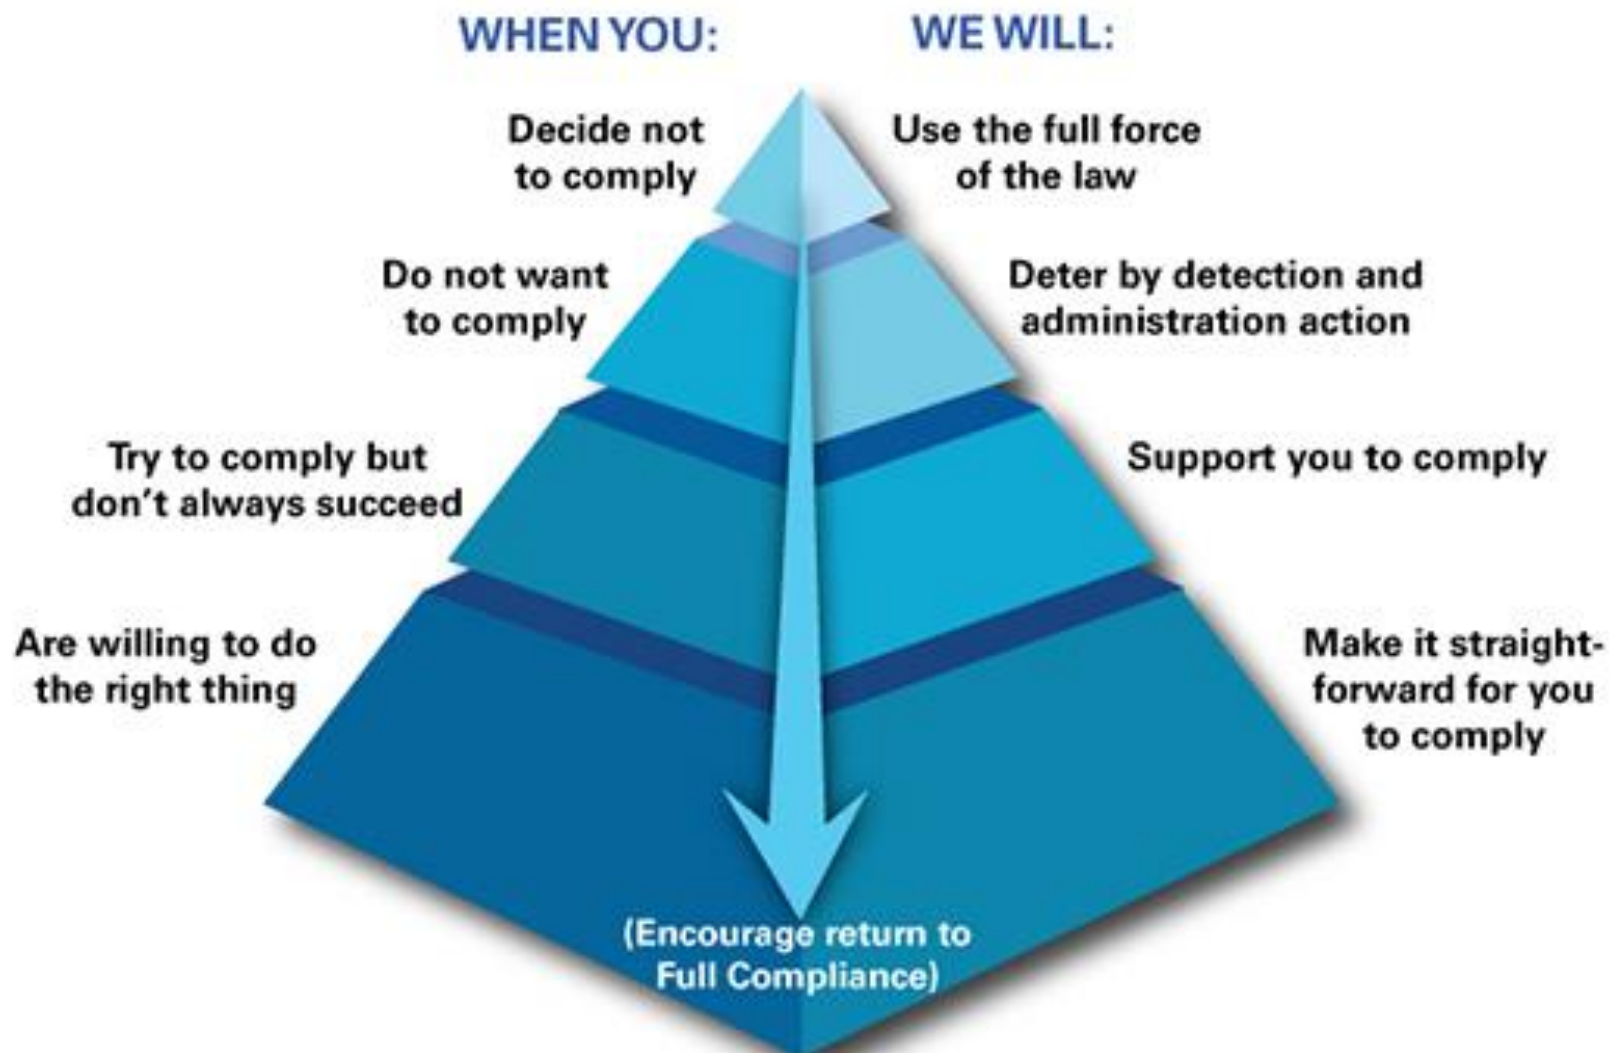 WHEN YOU:
WE WILL:
Decide not
to comply
Use the full force
of the law
Do not want
to comply
Deter by detection and
administration action
Try to comply but
don't always succeed
Support you to comply
Are willing to do
the right thing
Make it straight-
forward for you
to comply
(Encourage return to
Full Compliance)